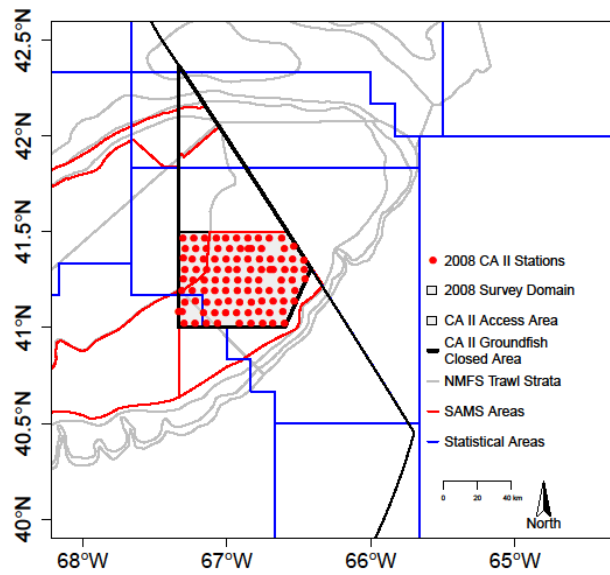 42.5°N
42°N
41.5°N
41°N
40.5°N
40°N
2008 CA II Stations
2008 Survey Domain
CA II Access Area
CA II Groundfish
Closed Area
NMFS Trawl Strata
SAMS Areas
Statistical Areas
0 20 40 km
North
68°W 67°W 66°W 65°W